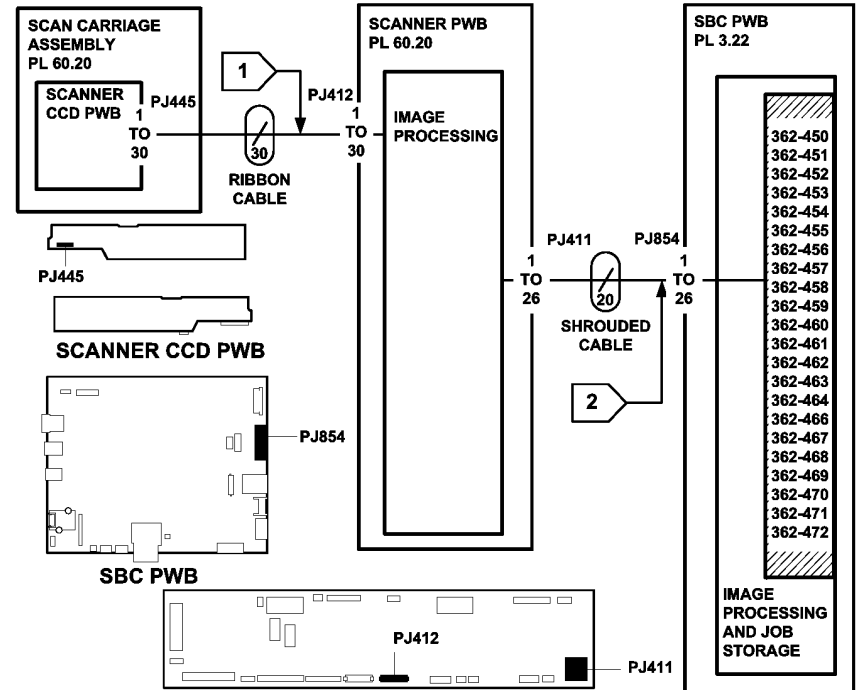 SCAN CARRIAGE
ASSEMBLY
PL 60.20
SCANNER
CCD PWB
PJ445
1
TO
30
1
30
RIBBON
CABLE
PJ412
1
TO
30
SCANNER PWB
PL 60.20
IMAGE
PROCESSING
PJ411
1
TO
26
20
SHROUDED
CABLE
2
PJ854
1
TO
26
SBC PWB
PL 3.22
362-450
362-451
362-452
362-453
362-454
362-455
362-456
362-457
362-458
362-459
362-460
362-461
362-462
362-463
362-464
362-466
362-467
362-468
362-469
362-470
362-471
362-472
IMAGE
PROCESSING
AND JOB
STORAGE
PJ445
SCANNER CCD PWB
PJ854
SBC PWB
PJ412
PJ411